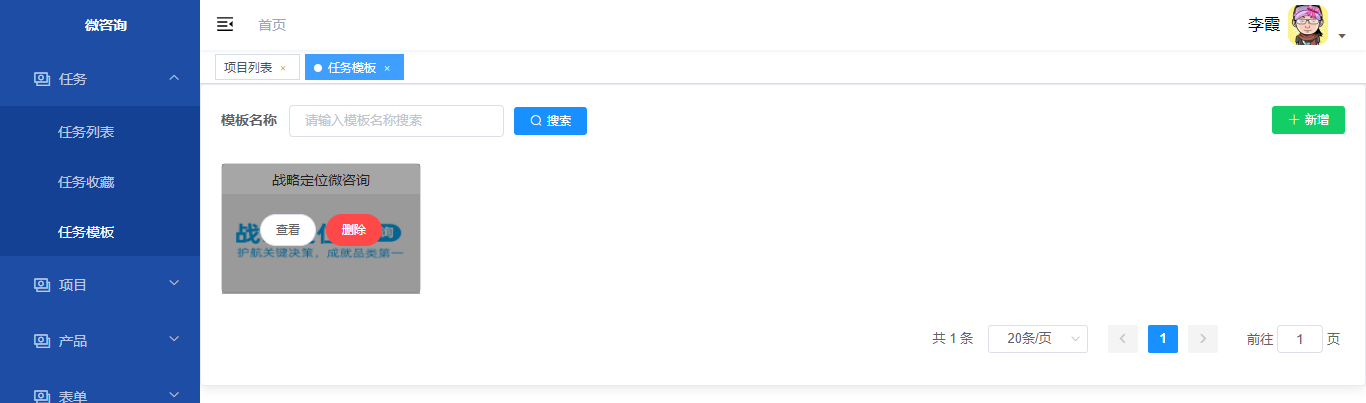 微咨询
首页
李霞
任务
任务列表
任务收藏
任务模板
项目
产品
表单
项目列表 ×
任务模板 ×
模板名称
请输入模板名称搜索
搜索
新增
战略定位微咨询
查看
删除
护航关键决策，成就品类第一
共 1 条
20条/页
1
前往 1 页